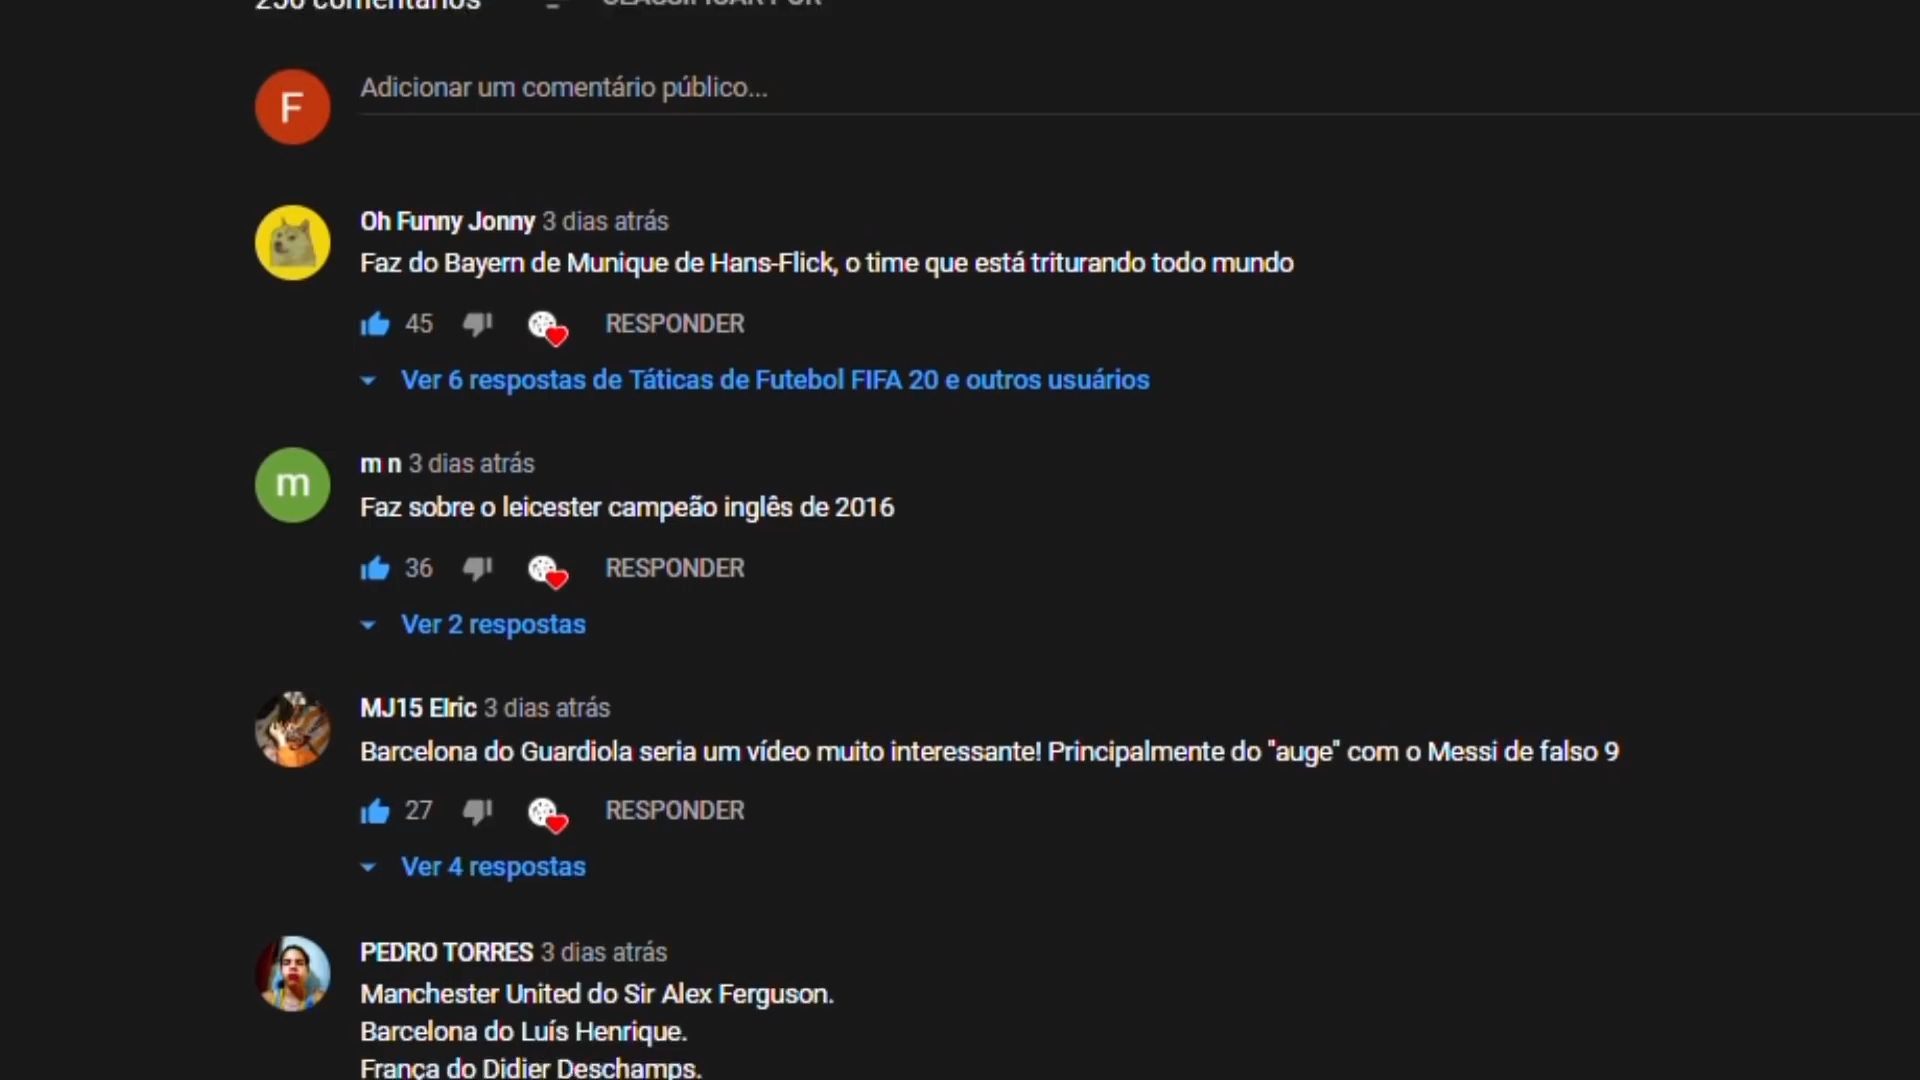 250 comentários CLASSIFICAR POR
F
Adicionar um comentário público...
Oh Funny Jonny 3 dias atrás
Faz do Bayern de Munique de Hans-Flick, o time que está triturando todo mundo
45 RESPONDER
Ver 6 respostas de Táticas de Futebol FIFA 20 e outros usuários
m
m n 3 dias atrás
Faz sobre o leicester campeão inglês de 2016
36 RESPONDER
Ver 2 respostas
MJ15 Elric 3 dias atrás
Barcelona do Guardiola seria um vídeo muito interessante! Principalmente do "auge" com o Messi de falso 9
27 RESPONDER
Ver 4 respostas
PEDRO TORRES 3 dias atrás
Manchester United do Sir Alex Ferguson.
Barcelona do Luís Henrique.
França do Didier Deschamps.